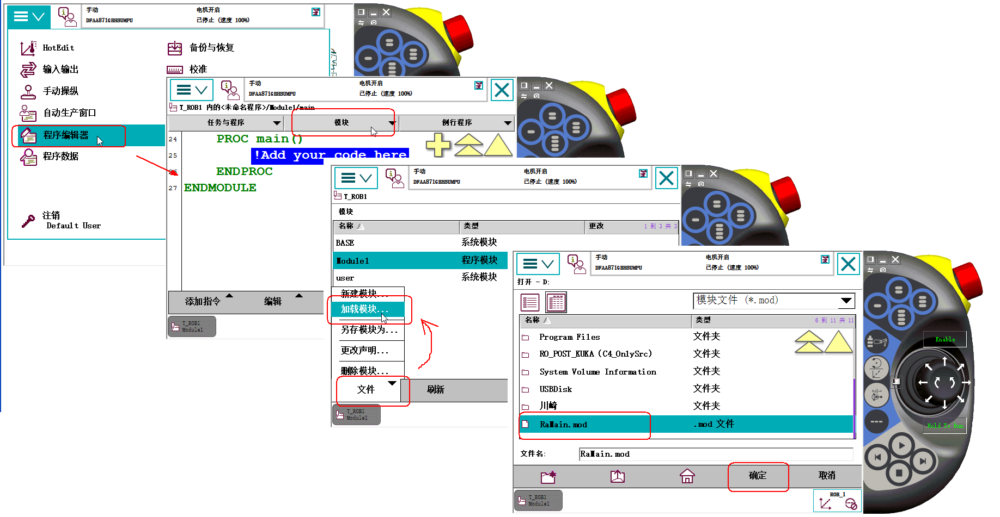 手动
电机开启
DFAA871GBHSUMPU
已停止 (速度 100%)
HotEdit
备份与恢复
输入输出
校准
手动操纵
自动生产窗口
程序编辑器
程序数据
注销
Default User
手动
电机开启
DFAA871GBHSUMPU
已停止 (速度 100%)
T_ROB1 内的<未命名程序>/Module1/main
任务与程序
模块
例行程序
24 PROC main()
25 !Add your code here
26 ENDPROC
27 ENDMODULE
添加指令
编辑
T_ROB1
Module1
手动
电机开启
DFAA871GBHSUMPU
已停止 (速度 100%)
T_ROB1
模块
名称 类型 更改 1 到 3 共 3
BASE 系统模块
Module1 程序模块
user 系统模块
新建模块...
加载模块...
另存模块为...
更改声明...
删除模块...
文件
刷新
T_ROB1
Module1
手动
电机开启
DFAA871GBHSUMPU
已停止 (速度 100%)
打开 - D:
模块文件 (*.mod)
名称 类型 6 到 11 共 11
Program Files 文件夹
RO_POST_KUKA (C4_OnlySrc) 文件夹
System Volume Information 文件夹
USBDisk 文件夹
川崎 文件夹
RaMain.mod .mod 文件
文件名: RaMain.mod
确定
取消
T_ROB1
Module1
ROB_1
Enable
Hold To Run